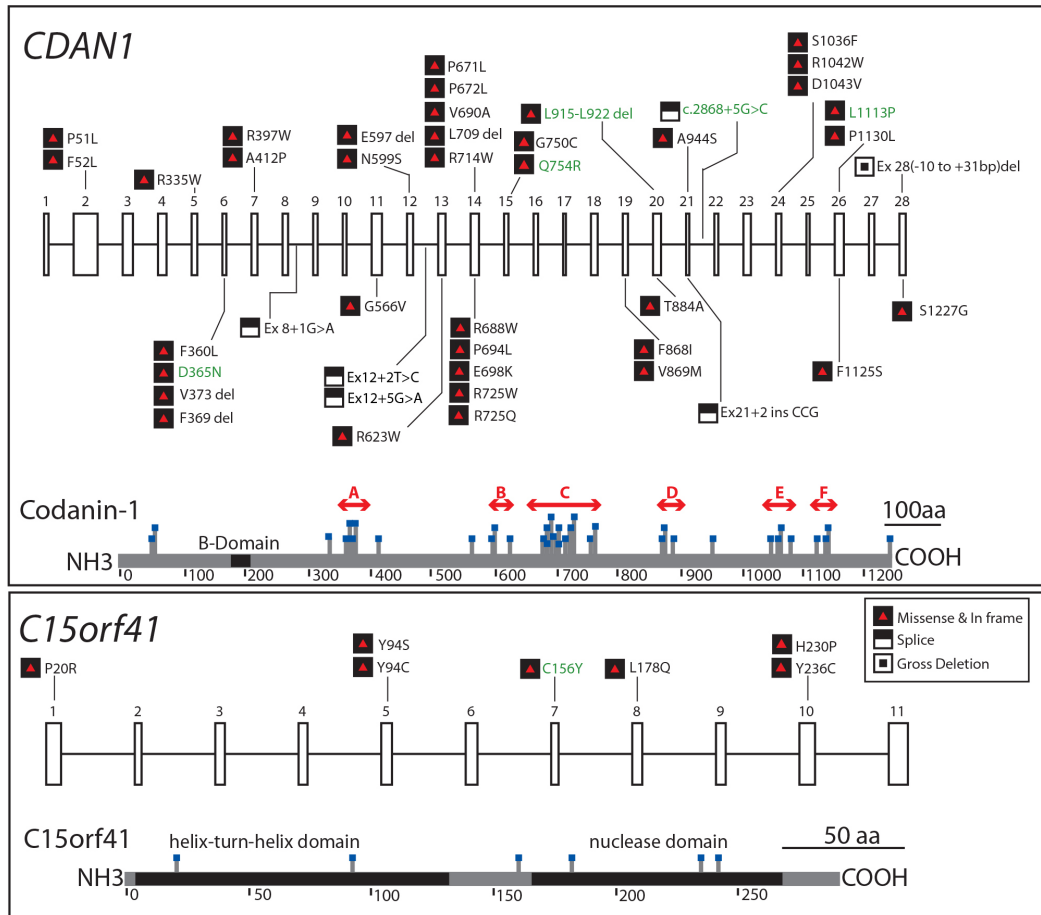 CDAN1
S1036F
R1042W
D1043V
P671L
P672L
V690A
L709 del
R714W
L915-L922 del
c.2868+5G>C
L1113P
P51L
F52L
R397W
A412P
E597 del
N599S
G750C
Q754R
A944S
P1130L
R335W
Ex 28(-10 to +31bp)del
1 2 3 4 5 6 7 8 9 10 11 12 13 14 15 16 17 18 19 20 21 22 23 24 25 26 27 28
Ex 8+1G>A
G566V
T884A
S1227G
F360L
D365N
V373 del
F369 del
Ex12+2T>C
Ex12+5G>A
R623W
R688W
P694L
E698K
R725W
R725Q
F868I
V869M
F1125S
Ex21+2 ins CCG
A B C D E F
Codanin-1
100aa
B-Domain
NH3
COOH
0 100 200 300 400 500 600 700 800 900 1000 1100 1200
C15orf41
Missense & In frame
Splice
Gross Deletion
P20R
Y94S
Y94C
C156Y
L178Q
H230P
Y236C
1 2 3 4 5 6 7 8 9 10 11
C15orf41
50 aa
helix-turn-helix domain
nuclease domain
NH3
COOH
0 50 100 150 200 250